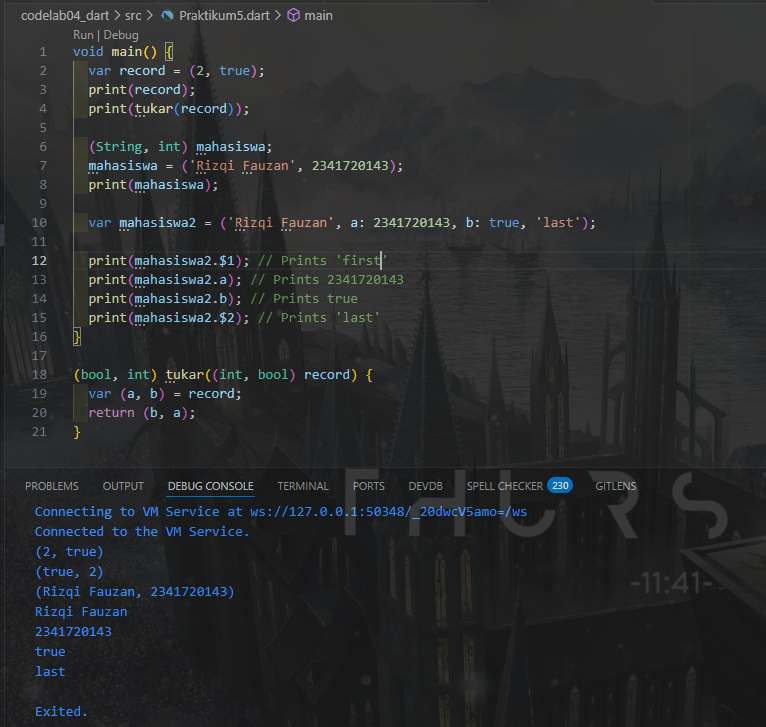 codelab04_dart > src > Praktikum5.dart > main
Run | Debug
1 void main() {
2 var record = (2, true);
3 print(record);
4 print(tukar(record));
5
6 (String, int) mahasiswa;
7 mahasiswa = ('Rizqi Fauzan', 2341720143);
8 print(mahasiswa);
9
10 var mahasiswa2 = ('Rizqi Fauzan', a: 2341720143, b: true, 'last');
11
12 print(mahasiswa2.$1); // Prints 'first'
13 print(mahasiswa2.a); // Prints 2341720143
14 print(mahasiswa2.b); // Prints true
15 print(mahasiswa2.$2); // Prints 'last'
16 }
17
18 (bool, int) tukar((int, bool) record) {
19 var (a, b) = record;
20 return (b, a);
21 }
PROBLEMS OUTPUT DEBUG CONSOLE TERMINAL PORTS DEVDB SPELL CHECKER 230 GITLENS
Connecting to VM Service at ws://127.0.0.1:50348/_20dwcV5amo=/ws
Connected to the VM Service.
(2, true)
(true, 2)
(Rizqi Fauzan, 2341720143)
Rizqi Fauzan
2341720143
true
last
Exited.
-11:41-